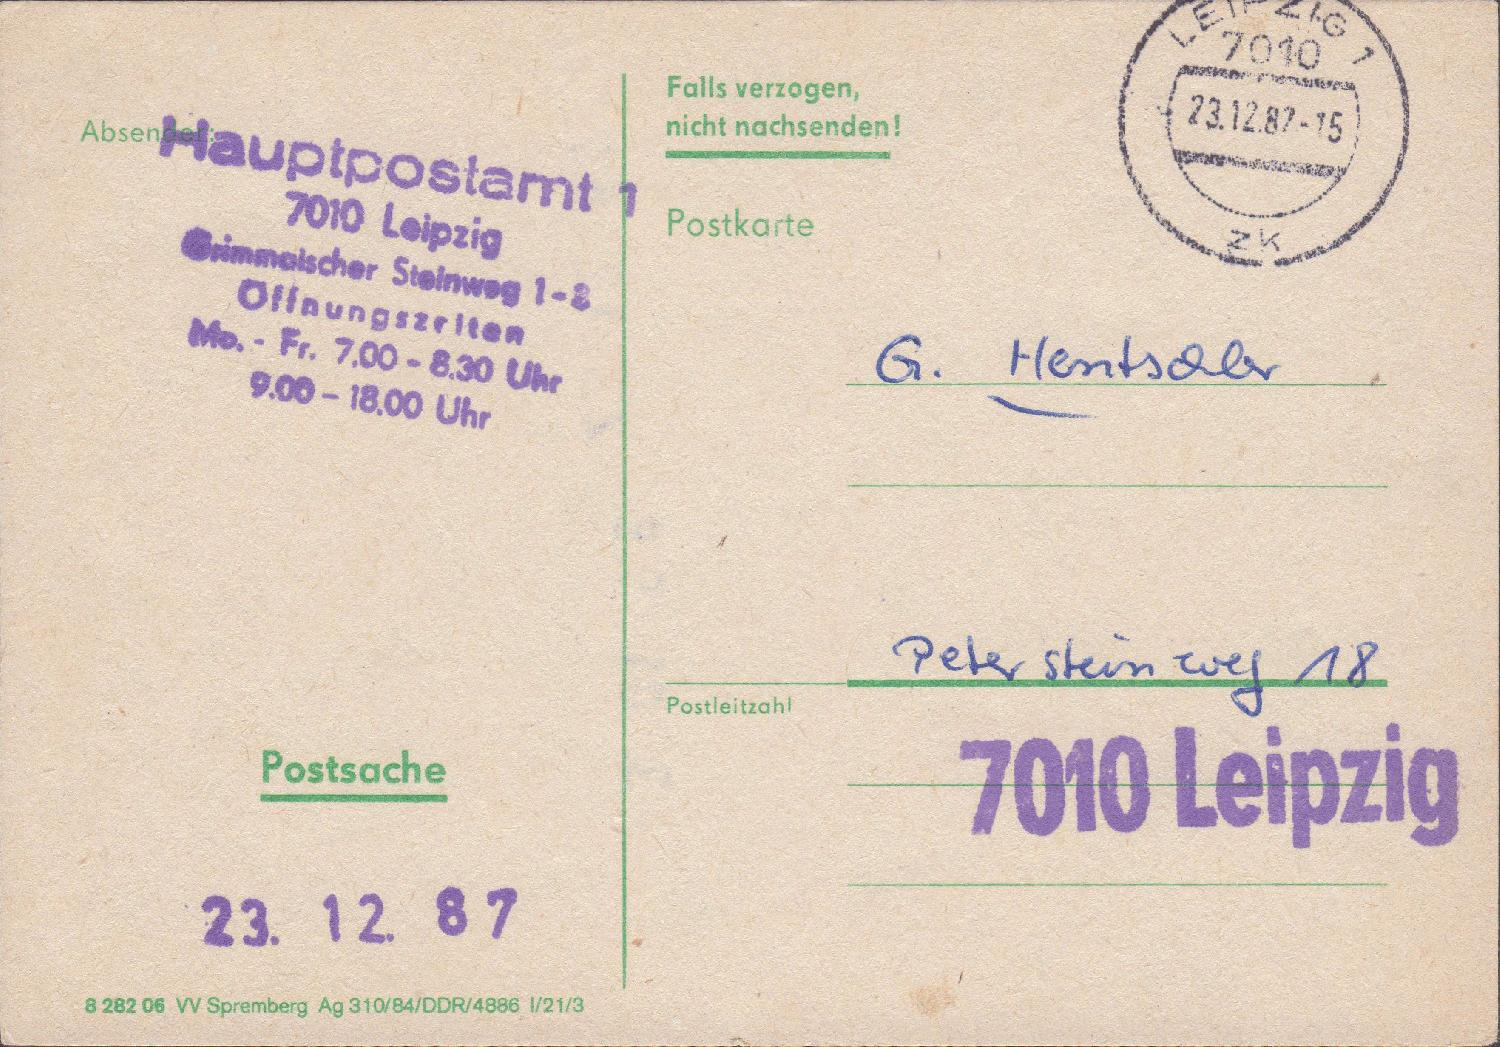 Absender:
Hauptpostamt 1
7010 Leipzig
Grimmaischer Steinweg 1-2
Öffnungszeiten
Mo. - Fr. 7.00 - 8.30 Uhr
9.00 - 18.00 Uhr
Postsache
23. 12. 87
8 282 06 VV Spremberg Ag 310/84/DDR/4886 I/21/3
Falls verzogen,
nicht nachsenden!
Postkarte
LEIPZIG 1
7010
23.12.87-15
zk
G. Hentschler
Peterssteinweg 18
Postleitzahl
7010 Leipzig